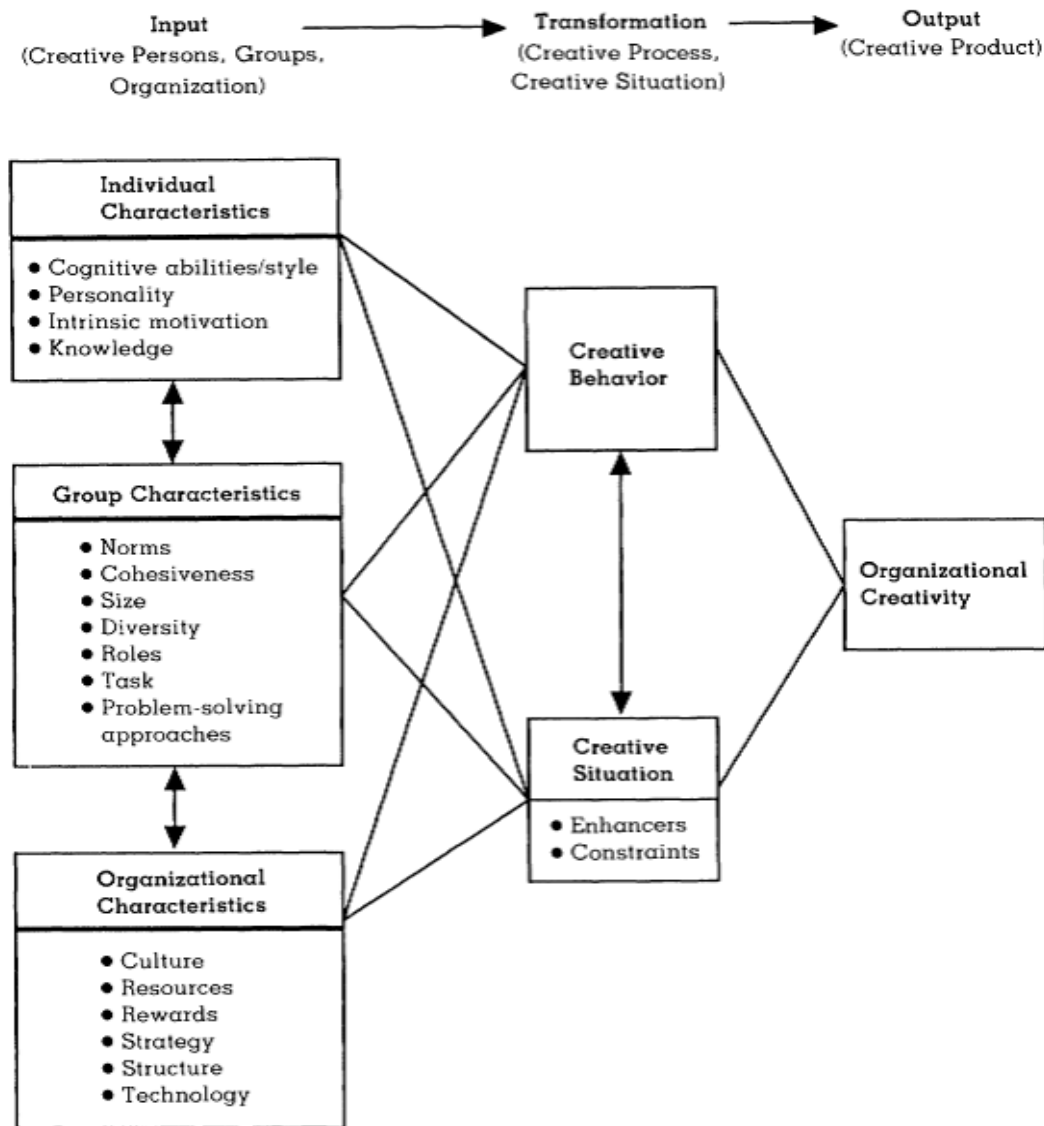 Input
(Creative Persons, Groups,
Organization)
Transformation
(Creative Process,
Creative Situation)
Output
(Creative Product)
Individual
Characteristics
● Cognitive abilities/style
● Personality
● Intrinsic motivation
● Knowledge
Group Characteristics
● Norms
● Cohesiveness
● Size
● Diversity
● Roles
● Task
● Problem-solving
approaches
Organizational
Characteristics
● Culture
● Resources
● Rewards
● Strategy
● Structure
● Technology
Creative
Behavior
Creative
Situation
● Enhancers
● Constraints
Organizational
Creativity